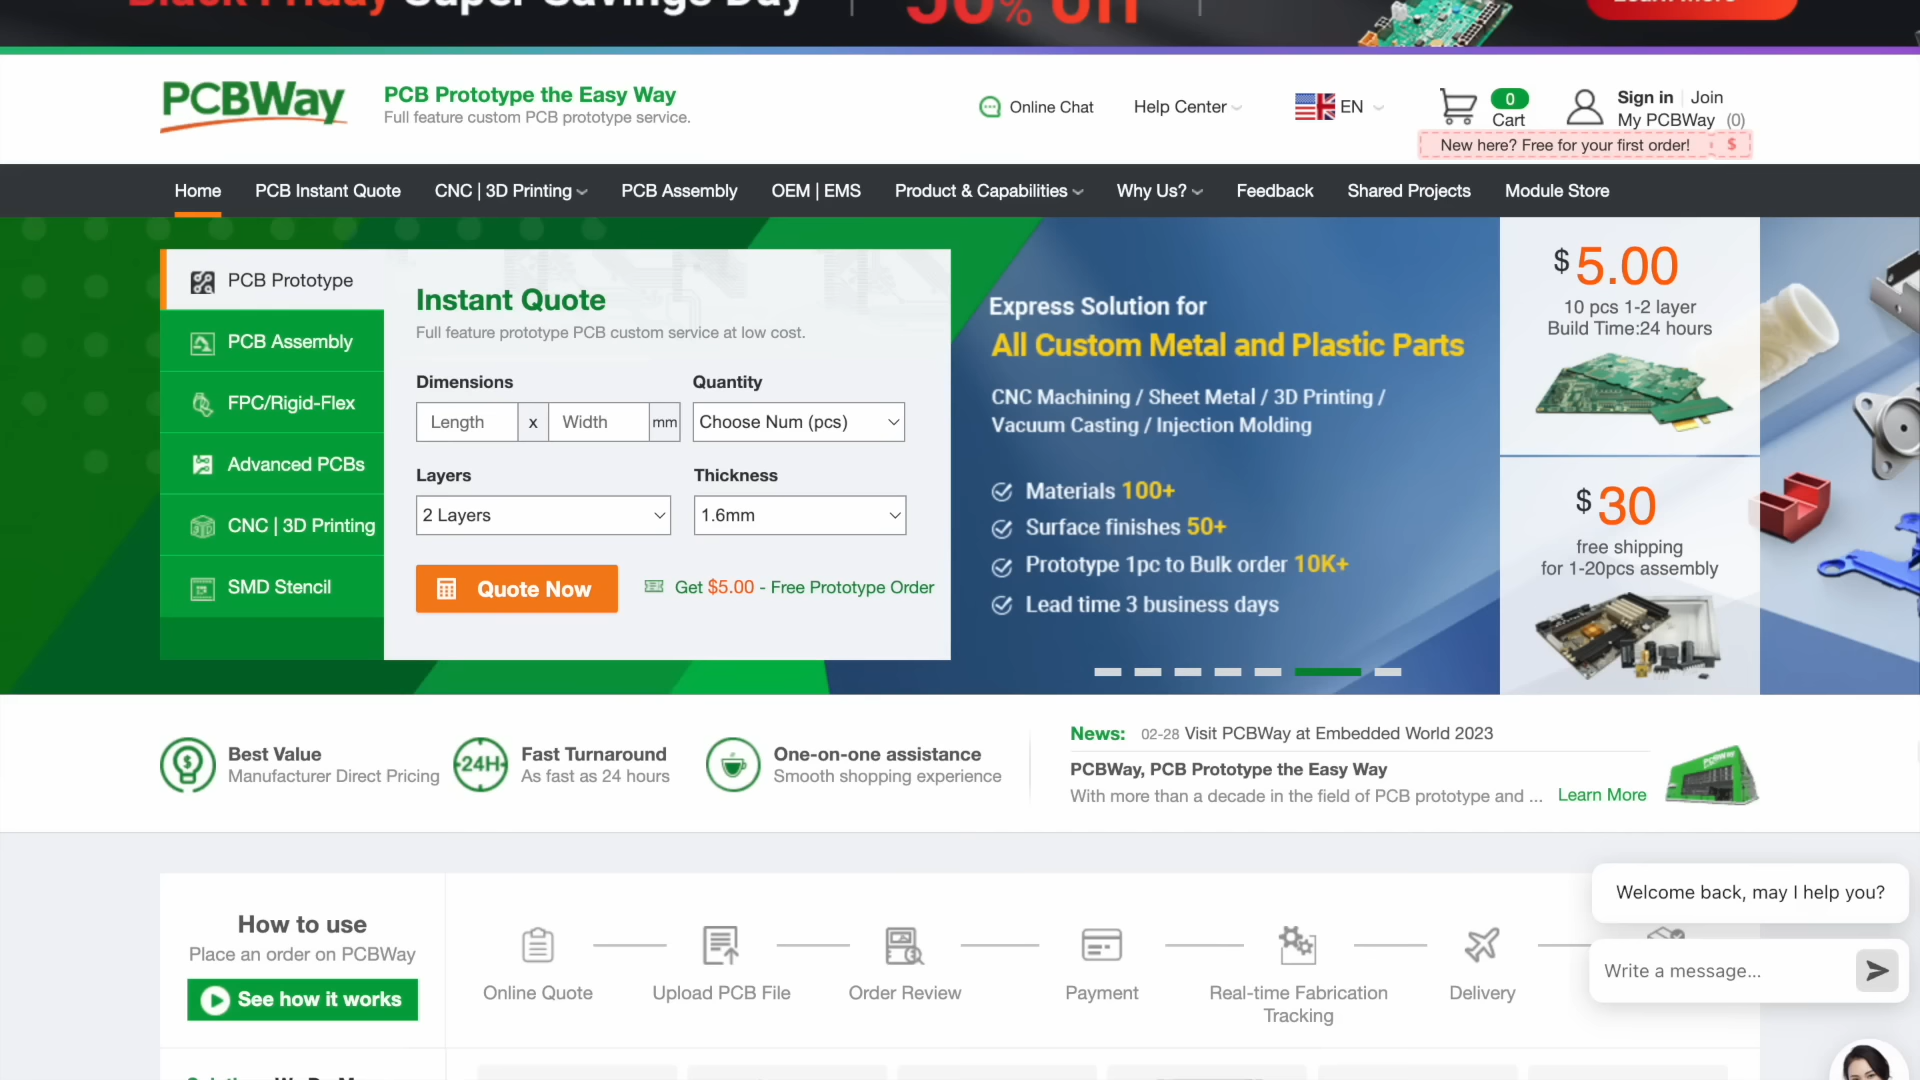 Black Friday Super Savings Day
50% off
Learn More
PCBWay
PCB Prototype the Easy Way
Full feature custom PCB prototype service.
Online Chat
Help Center
EN
0
Cart
Sign in | Join
My PCBWay (0)
New here? Free for your first order! $
Home
PCB Instant Quote
CNC | 3D Printing
PCB Assembly
OEM | EMS
Product & Capabilities
Why Us?
Feedback
Shared Projects
Module Store
PCB Prototype
PCB Assembly
FPC/Rigid-Flex
Advanced PCBs
CNC | 3D Printing
SMD Stencil
Instant Quote
Full feature prototype PCB custom service at low cost.
Dimensions
Quantity
Length x Width mm
Choose Num (pcs)
Layers
Thickness
2 Layers
1.6mm
Quote Now
Get $5.00 - Free Prototype Order
Express Solution for
All Custom Metal and Plastic Parts
CNC Machining / Sheet Metal / 3D Printing /
Vacuum Casting / Injection Molding
Materials 100+
Surface finishes 50+
Prototype 1pc to Bulk order 10K+
Lead time 3 business days
$5.00
10 pcs 1-2 layer
Build Time:24 hours
$30
free shipping
for 1-20pcs assembly
Best Value
Manufacturer Direct Pricing
24H
Fast Turnaround
As fast as 24 hours
One-on-one assistance
Smooth shopping experience
News: 02-28 Visit PCBWay at Embedded World 2023
PCBWay, PCB Prototype the Easy Way
With more than a decade in the field of PCB prototype and ... Learn More
How to use
Place an order on PCBWay
See how it works
Online Quote
Upload PCB File
Order Review
Payment
Real-time Fabrication
Tracking
Delivery
Welcome back, may I help you?
Write a message...